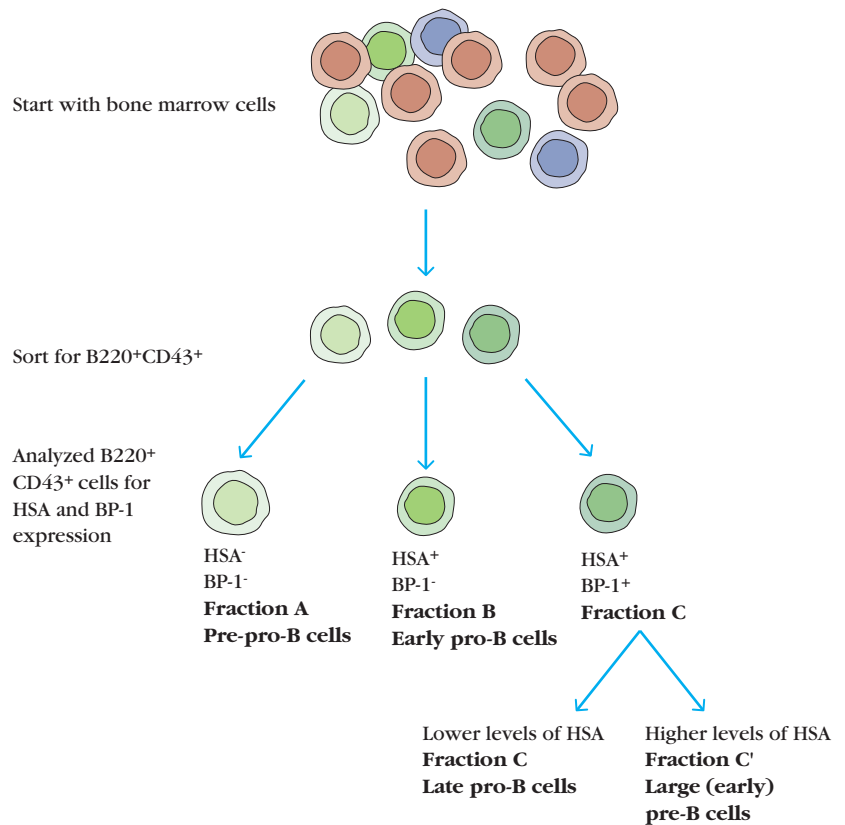 Start with bone marrow cells
Sort for B220⁺CD43⁺
Analyzed B220⁺
CD43⁺ cells for
HSA and BP-1
expression
HSA⁻
BP-1⁻
Fraction A
Pre-pro-B cells
HSA⁺
BP-1⁻
Fraction B
Early pro-B cells
HSA⁺
BP-1⁺
Fraction C
Lower levels of HSA
Fraction C
Late pro-B cells
Higher levels of HSA
Fraction C'
Large (early)
pre-B cells